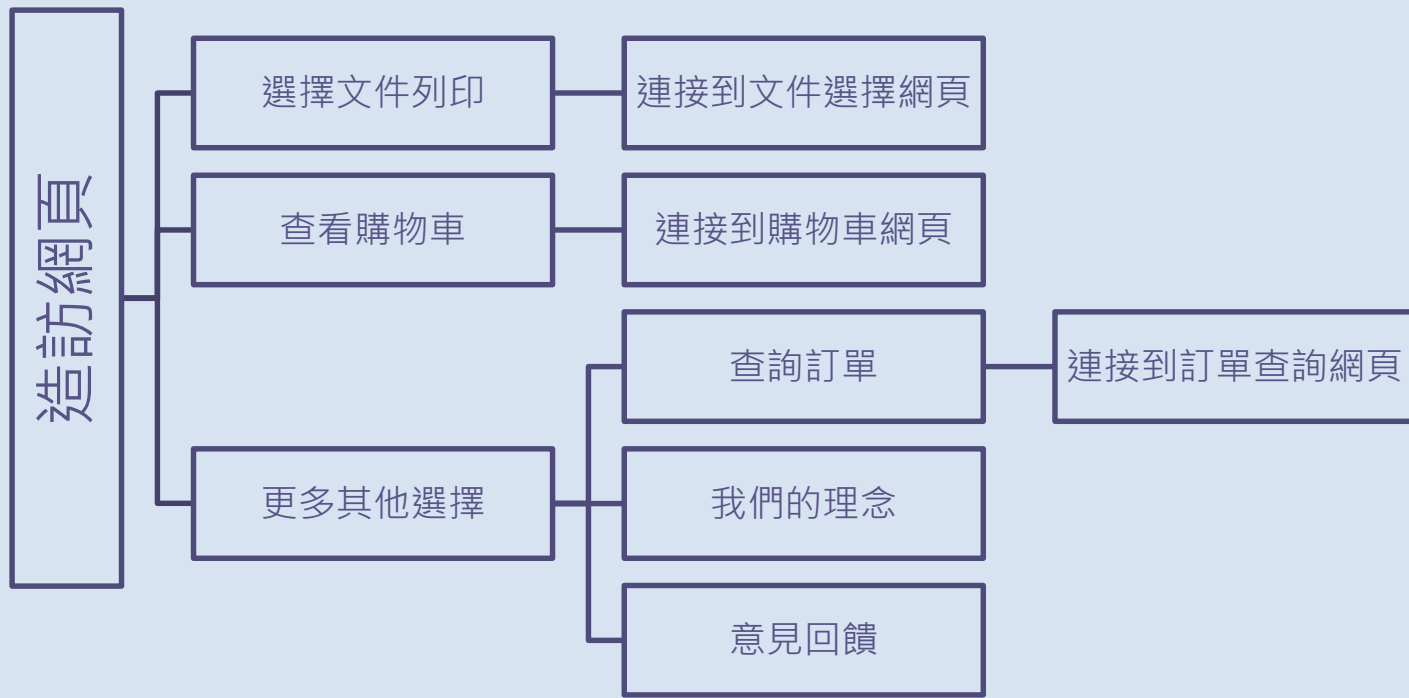 造訪網頁
選擇文件列印
連接到文件選擇網頁
查看購物車
連接到購物車網頁
更多其他選擇
查詢訂單
連接到訂單查詢網頁
我們的理念
意見回饋